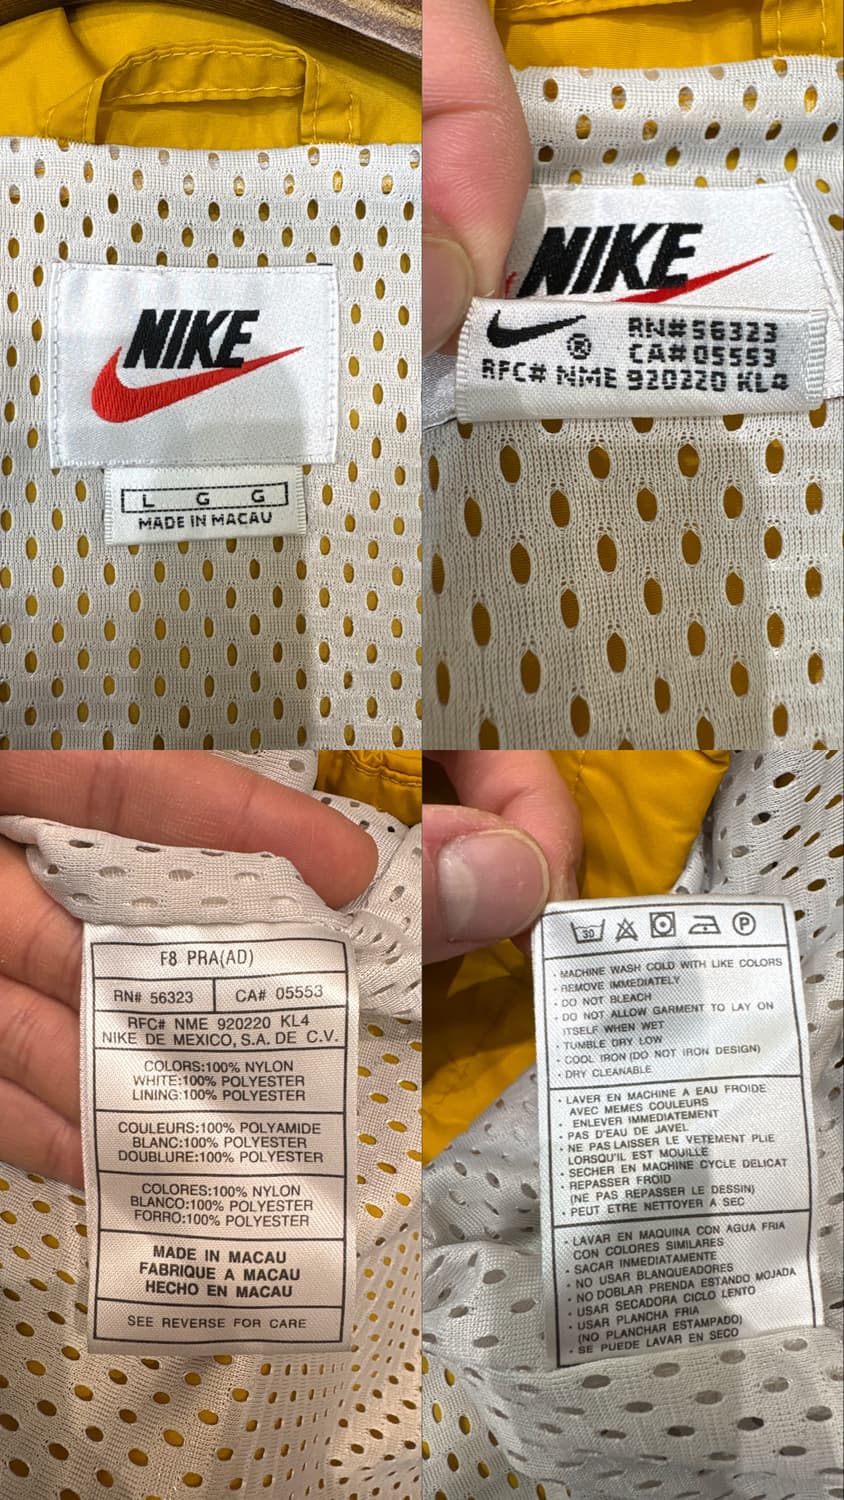 NIKE
L G G
MADE IN MACAU
NIKE
® RN# 56323
CA# 05553
RFC# NME 920220 KL4
F8 PRA(AD)
RN# 56323 CA# 05553
RFC# NME 920220 KL4
NIKE DE MEXICO, S.A. DE C.V.
COLORS:100% NYLON
WHITE:100% POLYESTER
LINING:100% POLYESTER
COULEURS:100% POLYAMIDE
BLANC:100% POLYESTER
DOUBLURE:100% POLYESTER
COLORES:100% NYLON
BLANCO:100% POLYESTER
FORRO:100% POLYESTER
MADE IN MACAU
FABRIQUE A MACAU
HECHO EN MACAU
SEE REVERSE FOR CARE
30 P
• MACHINE WASH COLD WITH LIKE COLORS
• REMOVE IMMEDIATELY
• DO NOT BLEACH
• DO NOT ALLOW GARMENT TO LAY ON
ITSELF WHEN WET
• TUMBLE DRY LOW
• COOL IRON (DO NOT IRON DESIGN)
• DRY CLEANABLE
• LAVER EN MACHINE A EAU FROIDE
AVEC MEMES COULEURS
• ENLEVER IMMEDIATEMENT
• PAS D'EAU DE JAVEL
• NE PAS LAISSER LE VETEMENT PLIE
LORSQU'IL EST MOUILLE
• SECHER EN MACHINE CYCLE DELICAT
• REPASSER FROID
(NE PAS REPASSER LE DESSIN)
• PEUT ETRE NETTOYER A SEC
• LAVAR EN MAQUINA CON AGUA FRIA
CON COLORES SIMILARES
• SACAR INMEDIATAMENTE
• NO USAR BLANQUEADORES
• NO DOBLAR PRENDA ESTANDO MOJADA
• USAR SECADORA CICLO LENTO
• USAR PLANCHA FRIA
(NO PLANCHAR ESTAMPADO)
• SE PUEDE LAVAR EN SECO